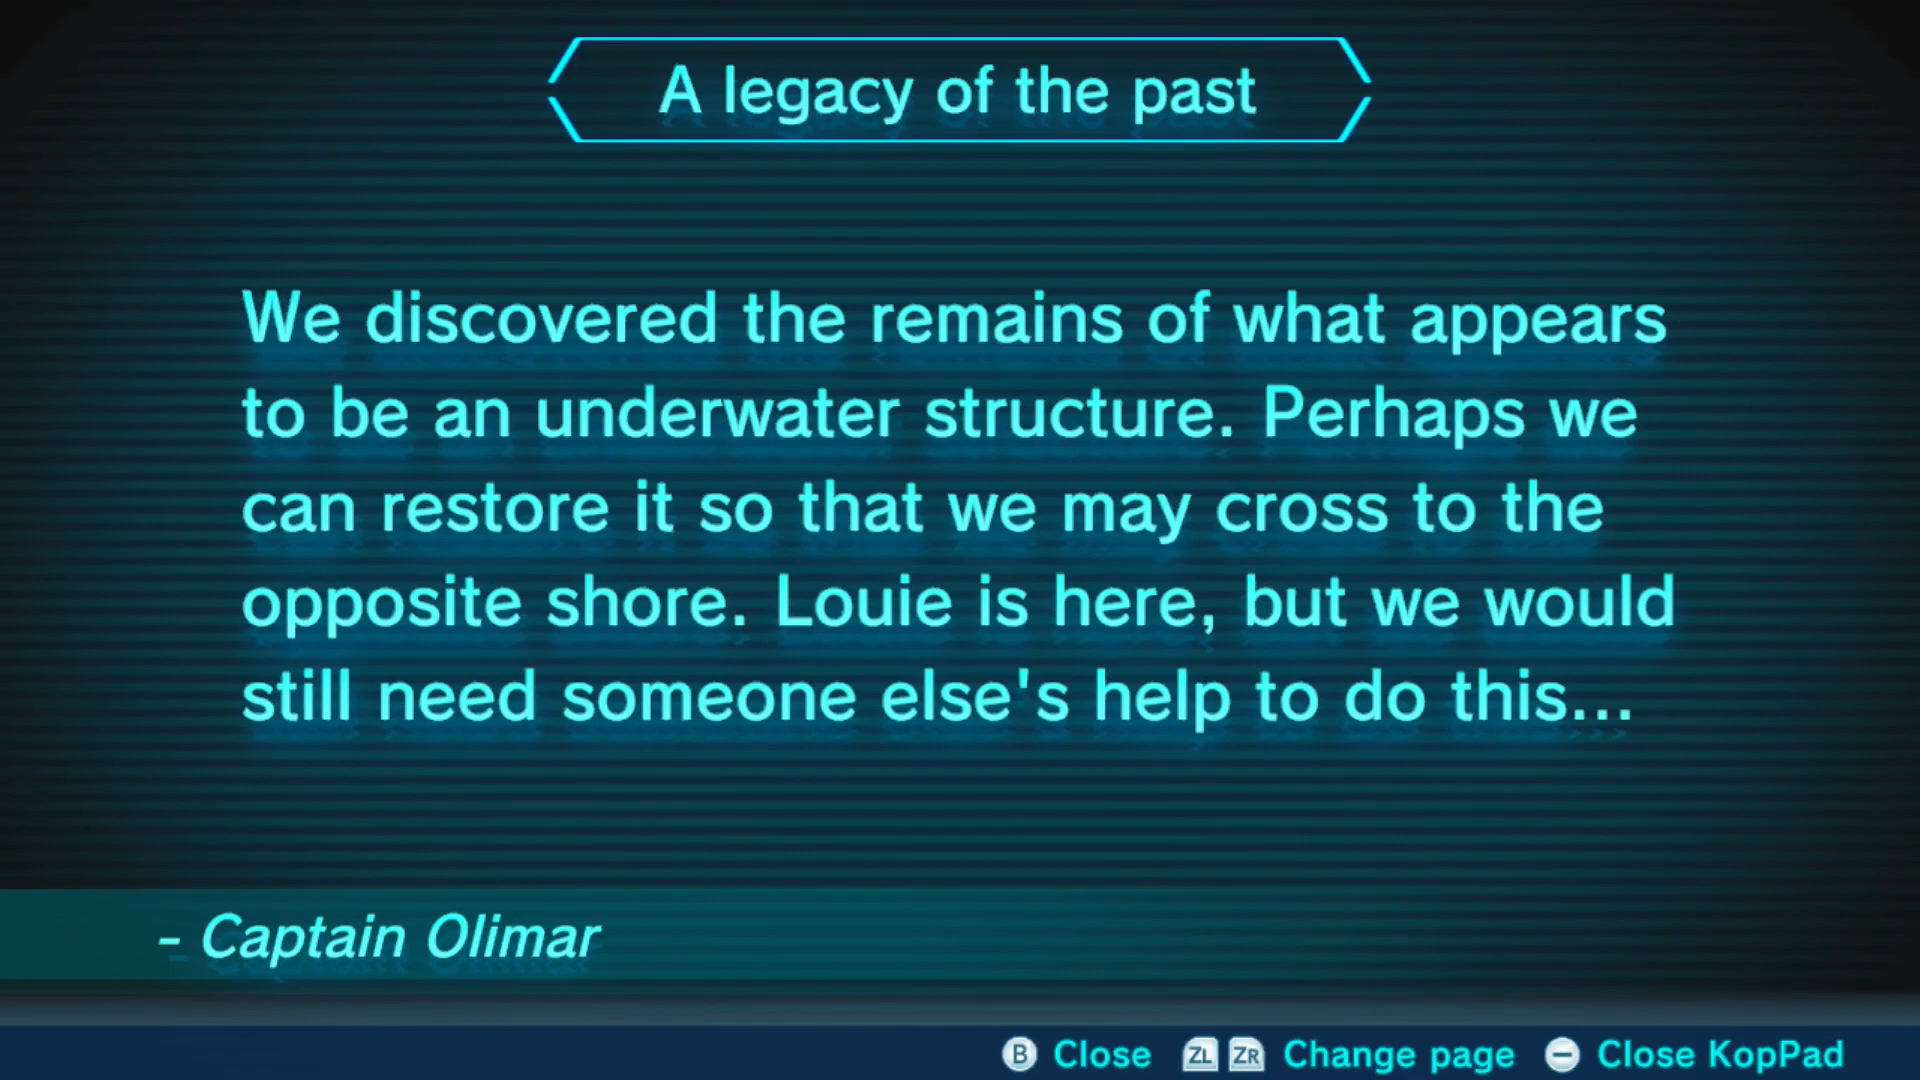 A legacy of the past
We discovered the remains of what appears
to be an underwater structure. Perhaps we
can restore it so that we may cross to the
opposite shore. Louie is here, but we would
still need someone else's help to do this...
- Captain Olimar
B Close ZL ZR Change page Close KopPad